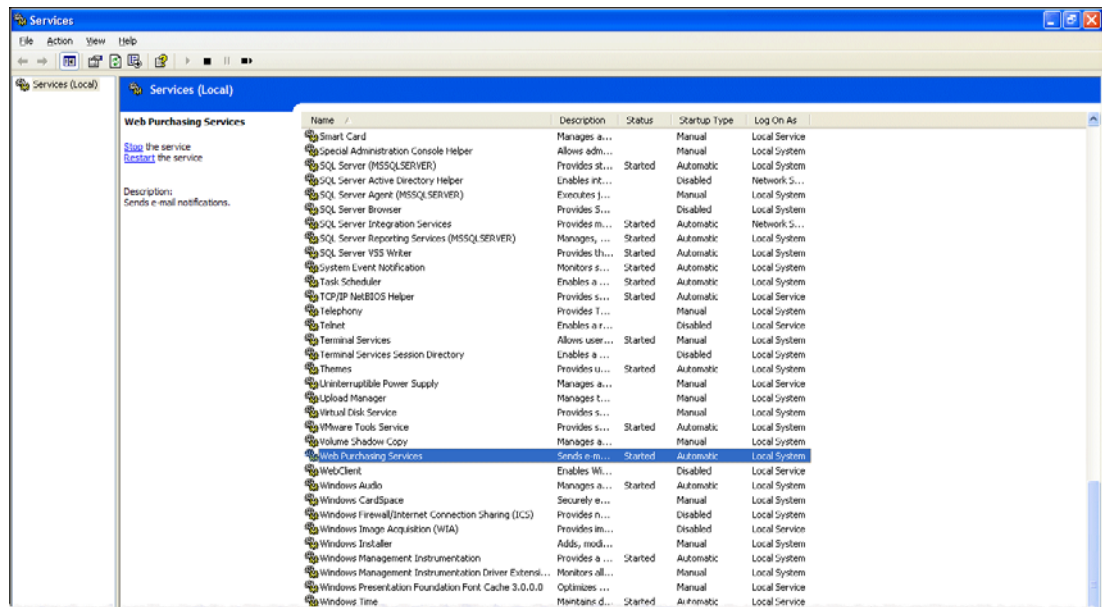 Services
File Action View Help
Services (Local)
Services (Local)
Web Purchasing Services
Stop the service
Restart the service
Description:
Sends e-mail notifications.
Name Description Status Startup Type Log On As
Smart Card Manages a... Manual Local Service
Special Administration Console Helper Allows adm... Manual Local System
SQL Server (MSSQLSERVER) Provides st... Started Automatic Local System
SQL Server Active Directory Helper Enables int... Disabled Network S...
SQL Server Agent (MSSQLSERVER) Executes j... Manual Local System
SQL Server Browser Provides S... Disabled Local System
SQL Server Integration Services Provides m... Started Automatic Network S...
SQL Server Reporting Services (MSSQLSERVER) Manages, ... Started Automatic Local System
SQL Server VSS Writer Provides th... Started Automatic Local System
System Event Notification Monitors s... Started Automatic Local System
Task Scheduler Enables a ... Started Automatic Local System
TCP/IP NetBIOS Helper Provides s... Started Automatic Local Service
Telephony Provides T... Manual Local System
Telnet Enables a r... Disabled Local Service
Terminal Services Allows user... Started Manual Local System
Terminal Services Session Directory Enables a ... Disabled Local System
Themes Provides u... Started Automatic Local System
Uninterruptible Power Supply Manages a... Manual Local Service
Upload Manager Manages t... Manual Local System
Virtual Disk Service Provides s... Manual Local System
VMware Tools Service Provides s... Started Automatic Local System
Volume Shadow Copy Manages a... Manual Local System
Web Purchasing Services Sends e-m... Started Automatic Local System
WebClient Enables Wi... Disabled Local Service
Windows Audio Manages a... Started Automatic Local System
Windows CardSpace Securely e... Manual Local System
Windows Firewall/Internet Connection Sharing (ICS) Provides n... Disabled Local System
Windows Image Acquisition (WIA) Provides im... Disabled Local Service
Windows Installer Adds, modi... Manual Local System
Windows Management Instrumentation Provides a ... Started Automatic Local System
Windows Management Instrumentation Driver Extensi... Monitors all... Manual Local System
Windows Presentation Foundation Font Cache 3.0.0.0 Optimizes ... Manual Local Service
Windows Time Maintains d... Started Automatic Local Service